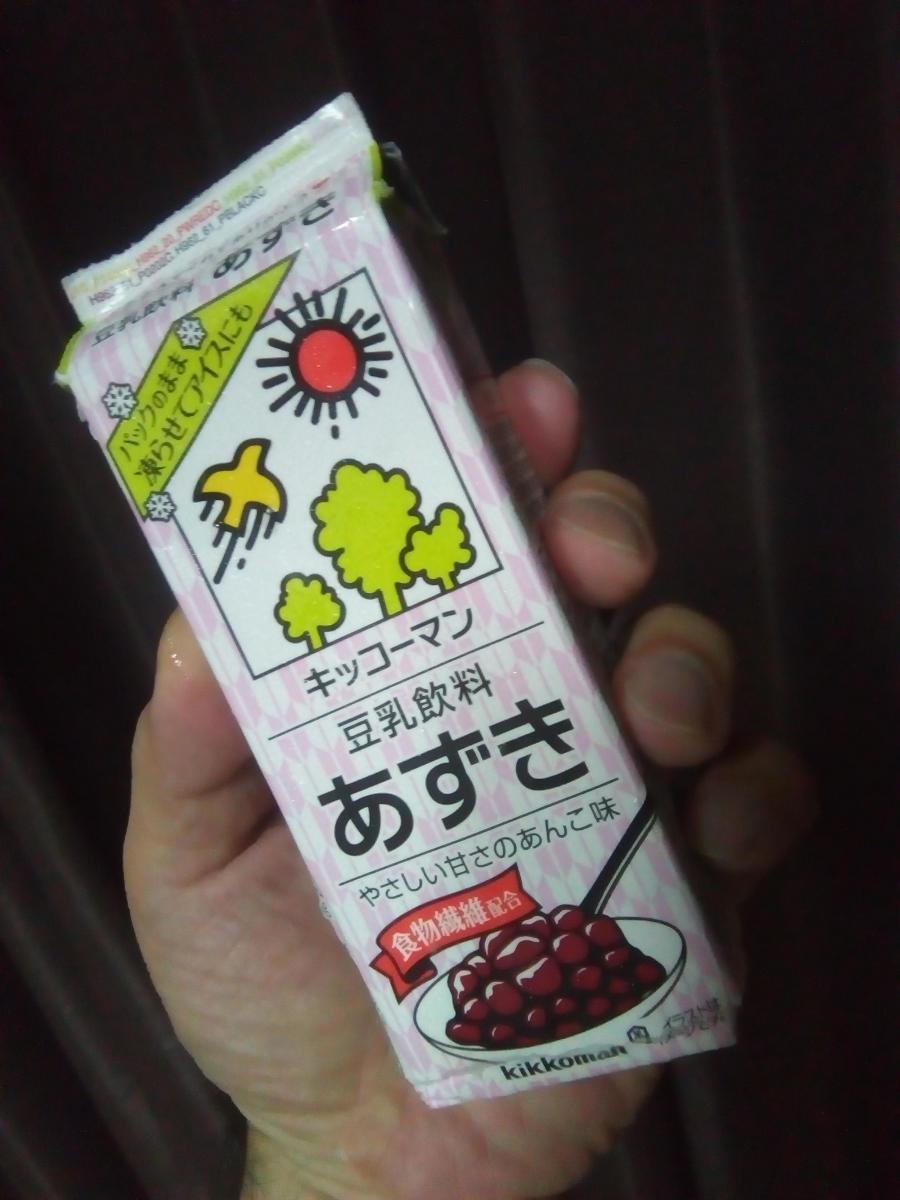 H962_61_PBLACKC
豆乳飲料 あずき
パックのまま
凍らせてアイスにも
キッコーマン
豆乳飲料
あずき
やさしい甘さのあんこ味
食物繊維配合
kikkoman